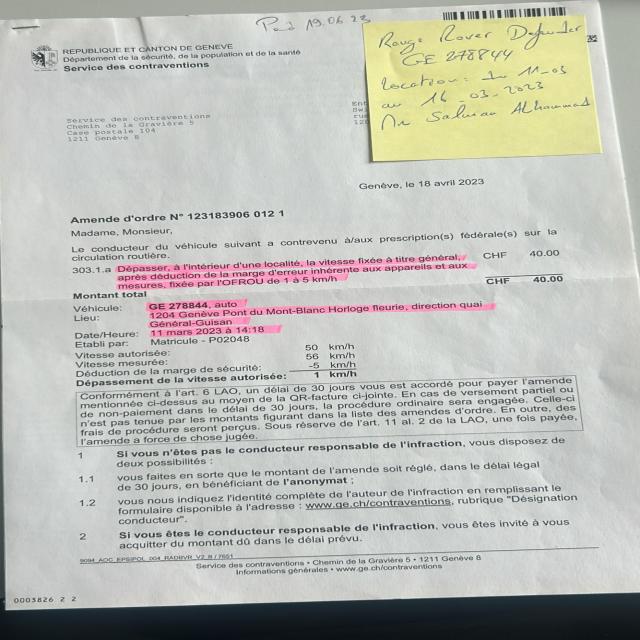 Paid 19.06.23
Range Rover Defender
GE 278844
Location: du 11-03
au 16-03-2023
Mr Salman Alhammad
REPUBLIQUE ET CANTON DE GENEVE
Département de la sécurité, de la population et de la santé
Service des contraventions
Service des contraventions
Chemin de la Gravière 5
Case postale 104
1211 Genève 8
Genève, le 18 avril 2023
Amende d'ordre N° 123183906 012 1
Madame, Monsieur,
Le conducteur du véhicule suivant a contrevenu à/aux prescription(s) fédérale(s) sur la
circulation routière.
303.1.a Dépasser, à l'intérieur d'une localité, la vitesse fixée à titre général, CHF 40.00
après déduction de la marge d'erreur inhérente aux appareils et aux
mesures, fixée par l'OFROU de 1 à 5 km/h
Montant total CHF 40.00
Véhicule: GE 278844, auto
Lieu: 1204 Genève Pont du Mont-Blanc Horloge fleurie, direction quai
Général-Guisan
Date/Heure: 11 mars 2023 à 14:18
Etabli par: Matricule - P02048
Vitesse autorisée: 50 km/h
Vitesse mesurée: 56 km/h
Déduction de la marge de sécurité: -5 km/h
Dépassement de la vitesse autorisée: 1 km/h
Conformément à l'art. 6 LAO, un délai de 30 jours vous est accordé pour payer l'amende
mentionnée ci-dessus au moyen de la QR-facture ci-jointe. En cas de versement partiel ou
de non-paiement dans le délai de 30 jours, la procédure ordinaire sera engagée. Celle-ci
n'est pas tenue par les montants figurant dans la liste des amendes d'ordre. En outre, des
frais de procédure seront perçus. Sous réserve de l'art. 11 al. 2 de la LAO, une fois payée,
l'amende a force de chose jugée.
1 Si vous n'êtes pas le conducteur responsable de l'infraction, vous disposez de
deux possibilités :
1.1 vous faites en sorte que le montant de l'amende soit réglé, dans le délai légal
de 30 jours, en bénéficiant de l'anonymat ;
1.2 vous nous indiquez l'identité complète de l'auteur de l'infraction en remplissant le
formulaire disponible à l'adresse : www.ge.ch/contraventions, rubrique "Désignation
conducteur".
2 Si vous êtes le conducteur responsable de l'infraction, vous êtes invité à vous
acquitter du montant dû dans le délai prévu.
Service des contraventions • Chemin de la Gravière 5 • 1211 Genève 8
Informations générales • www.ge.ch/contraventions
0003826 2 2